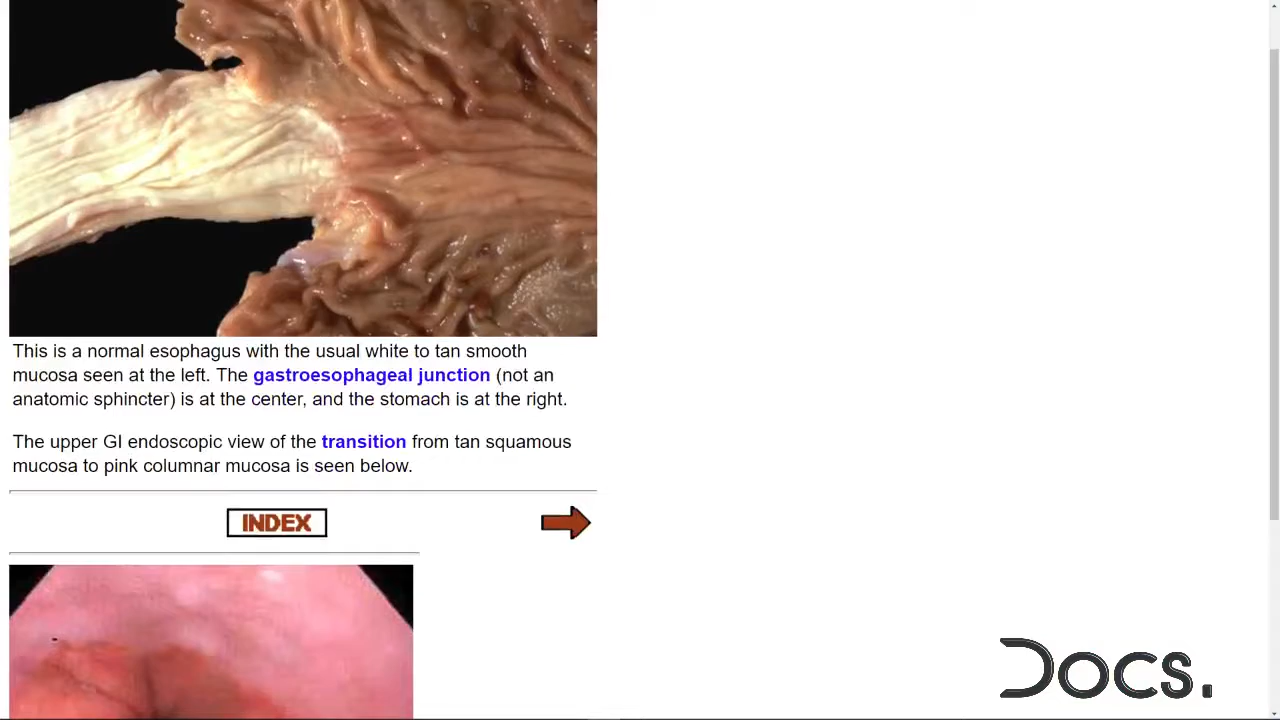 This is a normal esophagus with the usual white to tan smooth
mucosa seen at the left. The gastroesophageal junction (not an
anatomic sphincter) is at the center, and the stomach is at the right.
The upper GI endoscopic view of the transition from tan squamous
mucosa to pink columnar mucosa is seen below.
INDEX
DOCS.